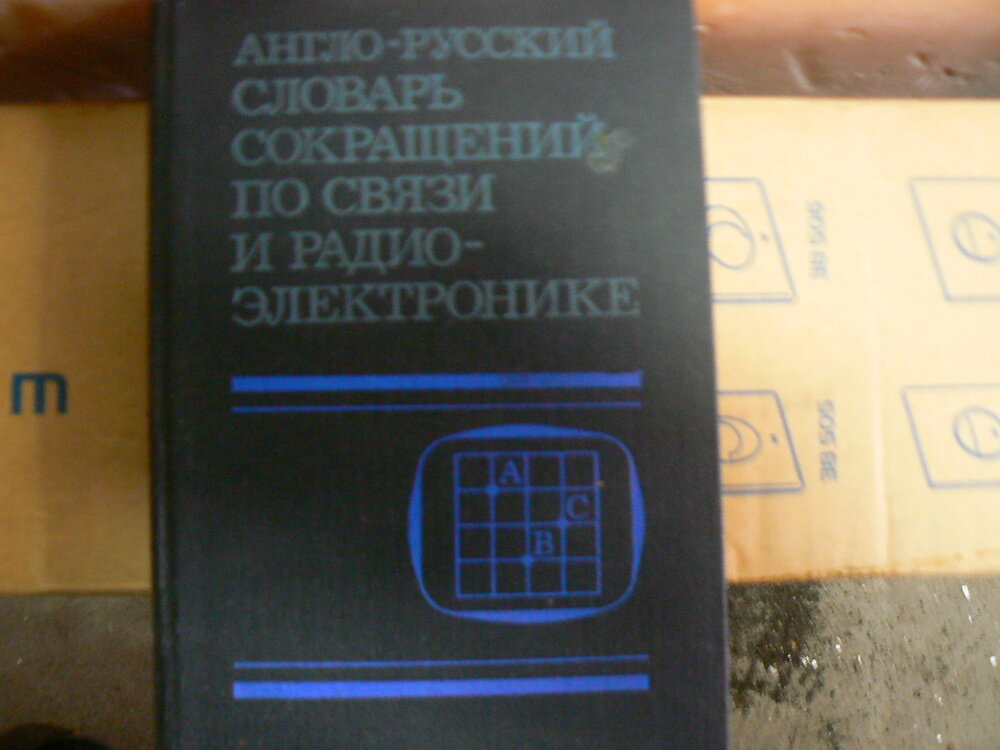 АНГЛО-РУССКИЙ
СЛОВАРЬ
СОКРАЩЕНИЙ
ПО СВЯЗИ
И РАДИО-
ЭЛЕКТРОНИКЕ
A
C
B
m